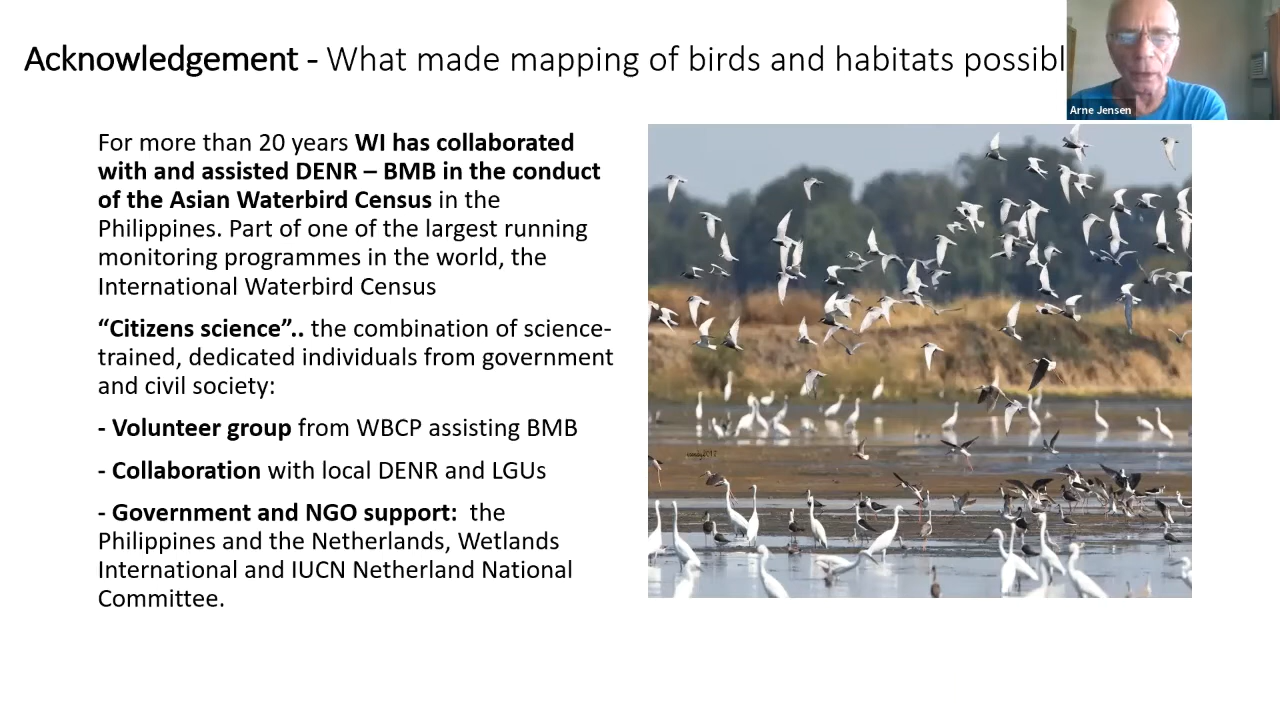 Acknowledgement - What made mapping of birds and habitats possibl
Arne Jensen
For more than 20 years WI has collaborated
with and assisted DENR – BMB in the conduct
of the Asian Waterbird Census in the
Philippines. Part of one of the largest running
monitoring programmes in the world, the
International Waterbird Census
“Citizens science”.. the combination of science-
trained, dedicated individuals from government
and civil society:
- Volunteer group from WBCP assisting BMB
- Collaboration with local DENR and LGUs
- Government and NGO support:  the
Philippines and the Netherlands, Wetlands
International and IUCN Netherland National
Committee.